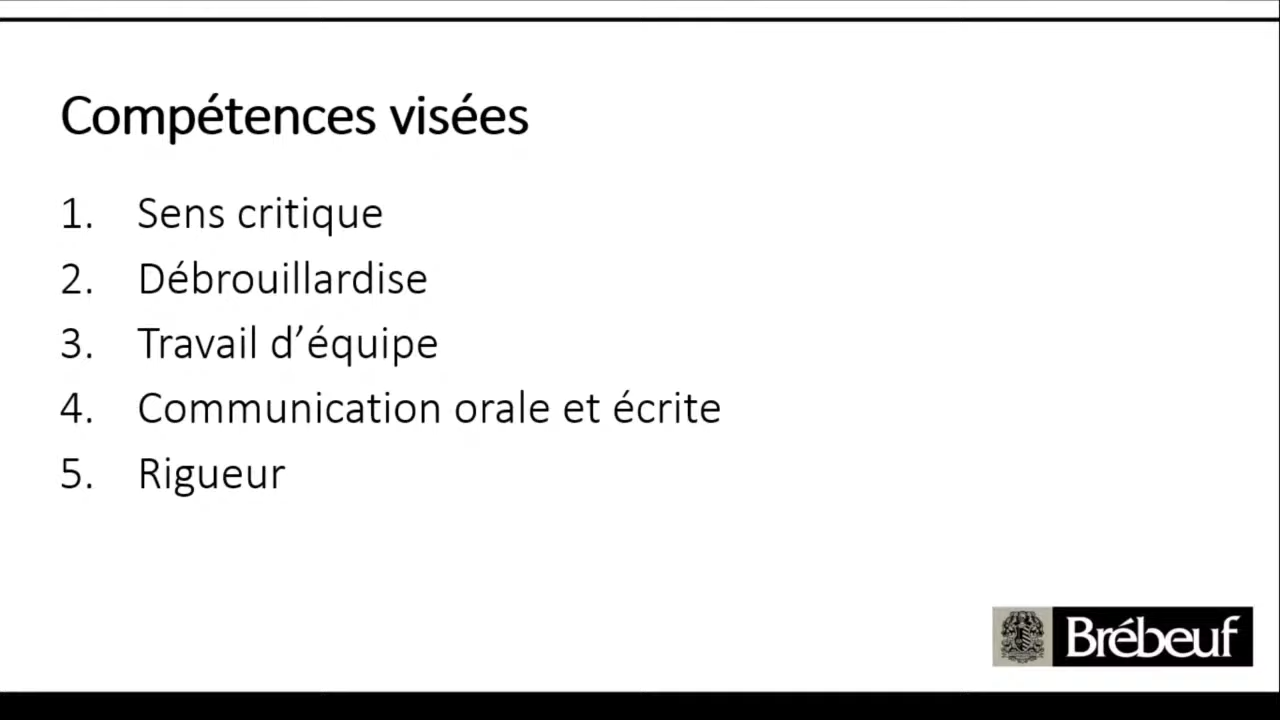 Compétences visées
1. Sens critique
2. Débrouillardise
3. Travail d’équipe
4. Communication orale et écrite
5. Rigueur
Brébeuf